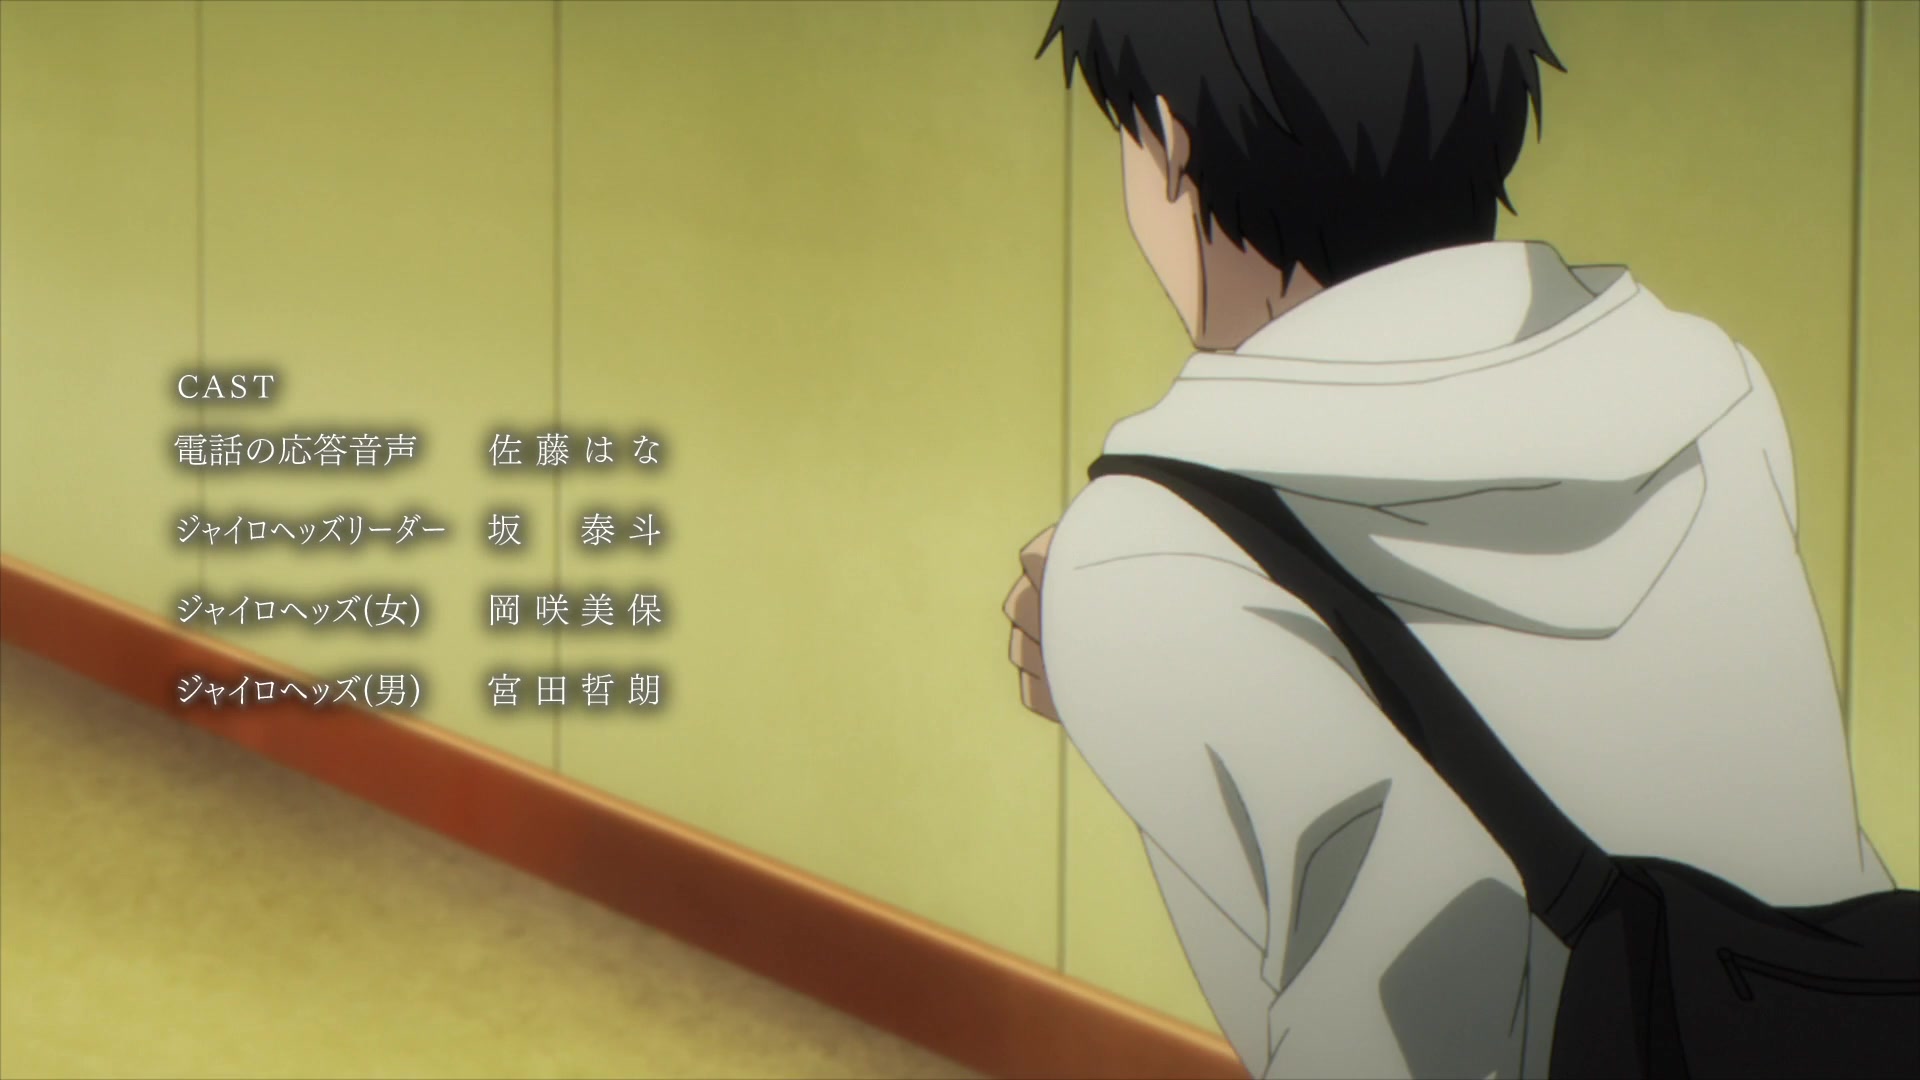 CAST
電話の応答音声 佐藤はな
ジャイロヘッズリーダー 坂 泰斗
ジャイロヘッズ(女) 岡咲美保
ジャイロヘッズ(男) 宮田哲朗